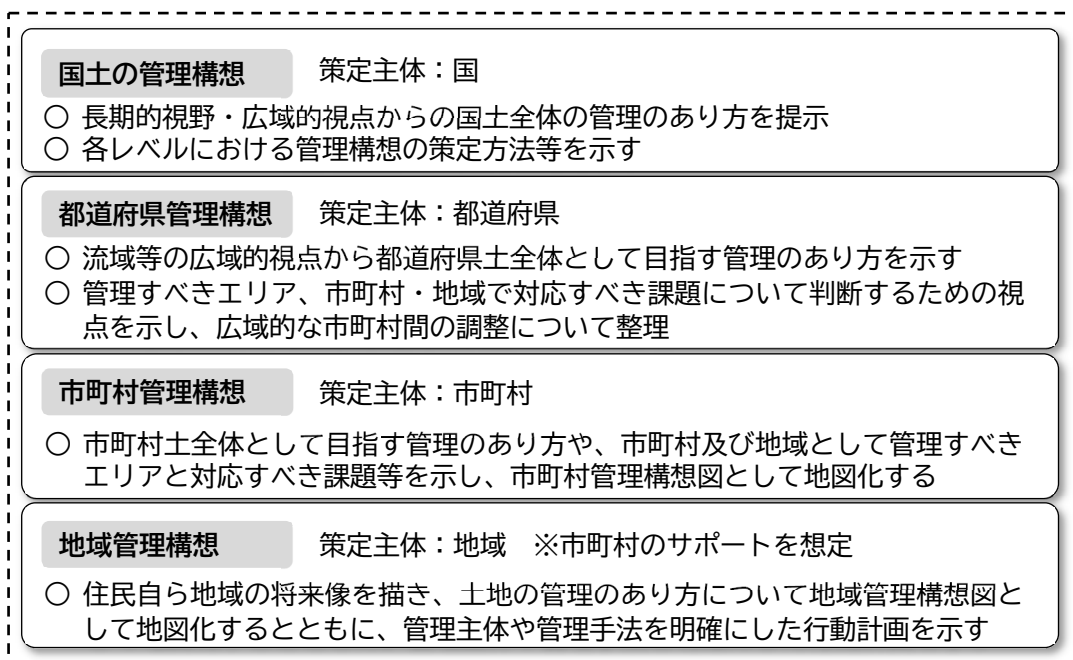 国土の管理構想　策定主体：国
○ 長期的視野・広域的視点からの国土全体の管理のあり方を提示
○ 各レベルにおける管理構想の策定方法等を示す
都道府県管理構想　策定主体：都道府県
○ 流域等の広域的視点から都道府県土全体として目指す管理のあり方を示す
○ 管理すべきエリア、市町村・地域で対応すべき課題について判断するための視
点を示し、広域的な市町村間の調整について整理
市町村管理構想　策定主体：市町村
○ 市町村土全体として目指す管理のあり方や、市町村及び地域として管理すべき
エリアと対応すべき課題等を示し、市町村管理構想図として地図化する
地域管理構想　策定主体：地域　※市町村のサポートを想定
○ 住民自ら地域の将来像を描き、土地の管理のあり方について地域管理構想図と
して地図化するとともに、管理主体や管理手法を明確にした行動計画を示す